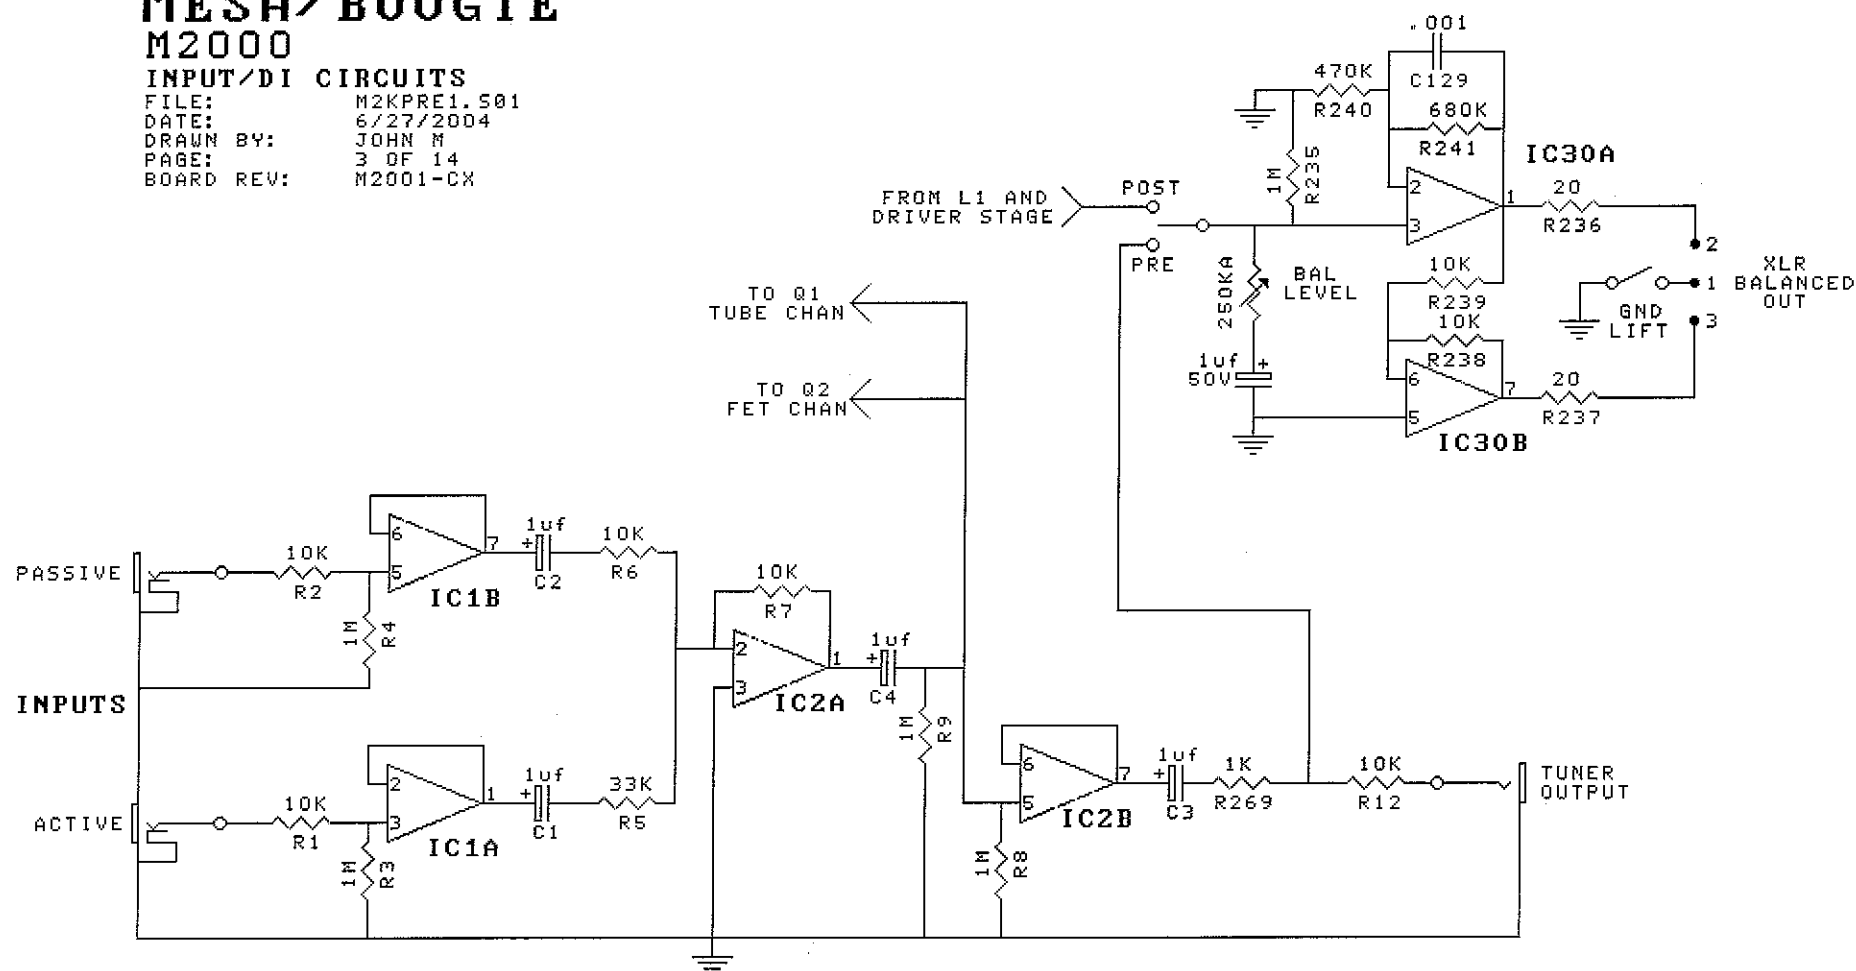 MESA/BOOGIE
M2000
INPUT/DI CIRCUITS
FILE: M2KPRE1.S01
DATE: 6/27/2004
DRAWN BY: JOHN M
PAGE: 3 OF 14
BOARD REV: M2001-CX
.001
C129
470K
R240
680K
R241
1M
R235
IC30A
2
3
1
20
R236
FROM L1 AND
DRIVER STAGE
POST
PRE
250KA
BAL
LEVEL
1uf
50V
+
10K
R239
10K
R238
6
5
7
IC30B
20
R237
2
1
3
XLR
BALANCED
OUT
GND
LIFT
TO Q1
TUBE CHAN
TO Q2
FET CHAN
INPUTS
PASSIVE
10K
R2
1M
R4
6
5
7
IC1B
1uf
+
C2
10K
R6
ACTIVE
10K
R1
1M
R3
2
3
1
IC1A
1uf
+
C1
33K
R5
10K
R7
2
3
1
IC2A
1uf
+
C4
1M
R9
1M
R8
6
5
7
IC2B
1uf
+
C3
1K
R269
10K
R12
TUNER
OUTPUT